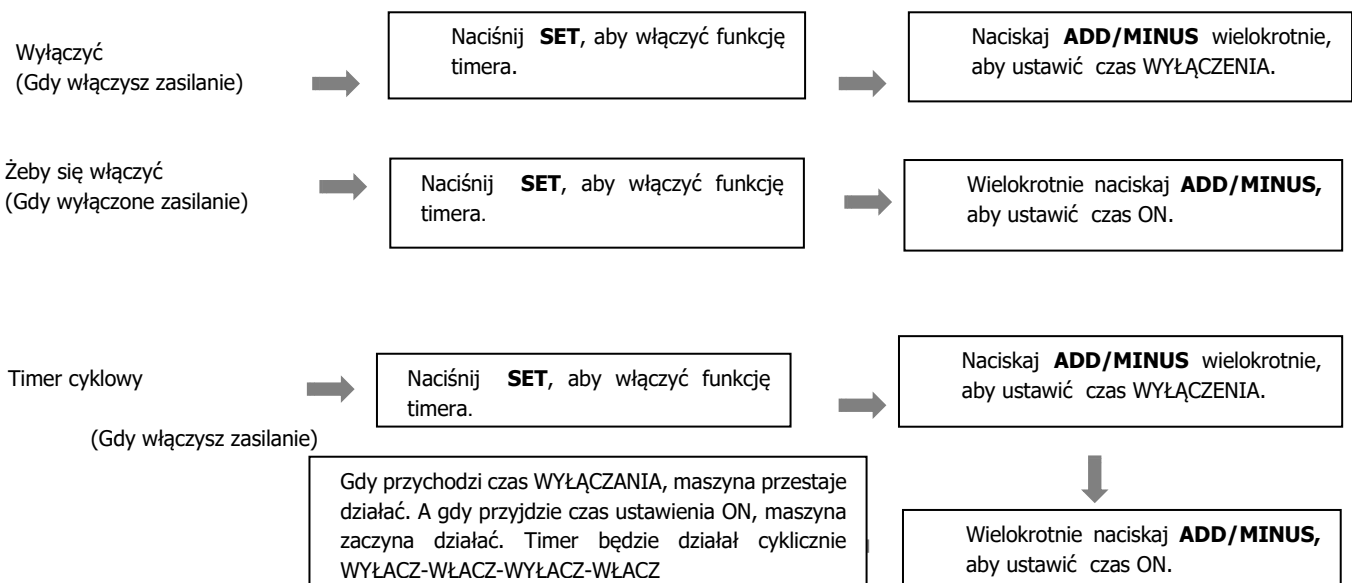 Wyłączyć
(Gdy włączysz zasilanie)
Naciśnij SET, aby włączyć funkcję
timera.
Naciskaj ADD/MINUS wielokrotnie,
aby ustawić czas WYŁĄCZENIA.
Żeby się włączyć
(Gdy wyłączone zasilanie)
Naciśnij SET, aby włączyć funkcję
timera.
Wielokrotnie naciskaj ADD/MINUS,
aby ustawić czas ON.
Timer cyklowy
(Gdy włączysz zasilanie)
Naciśnij SET, aby włączyć funkcję
timera.
Naciskaj ADD/MINUS wielokrotnie,
aby ustawić czas WYŁĄCZENIA.
Wielokrotnie naciskaj ADD/MINUS,
aby ustawić czas ON.
Gdy przychodzi czas WYŁĄCZANIA, maszyna przestaje
działać. A gdy przyjdzie czas ustawienia ON, maszyna
zaczyna działać. Timer będzie działał cyklicznie
WYŁACZ-WŁACZ-WYŁACZ-WŁACZ